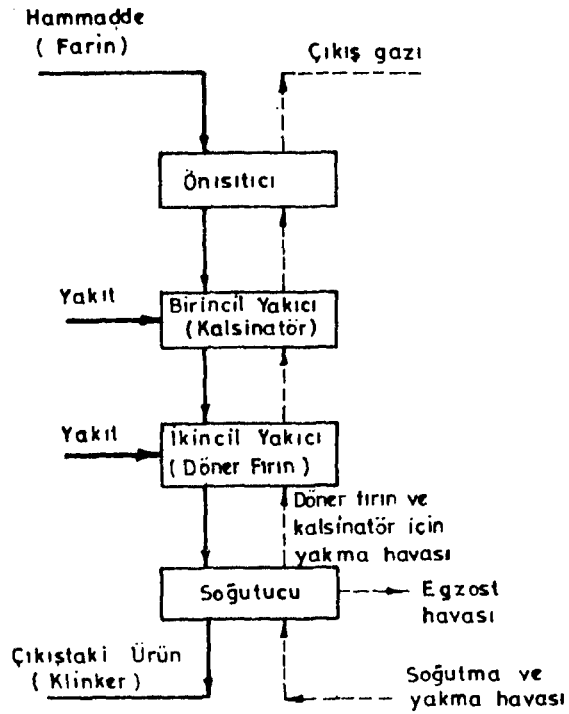 Hammadde
( Farin)
Çıkış gazı
Önısıtıcı
Yakıt
Birincil Yakıcı
(Kalsinatör)
Yakıt
İkincil Yakıcı
(Döner Fırın)
Döner fırın ve
kalsinatör için
yakma havası
Soğutucu
Egzost
havası
Çıkıştaki Ürün
( Klinker)
Soğutma ve
yakma havası